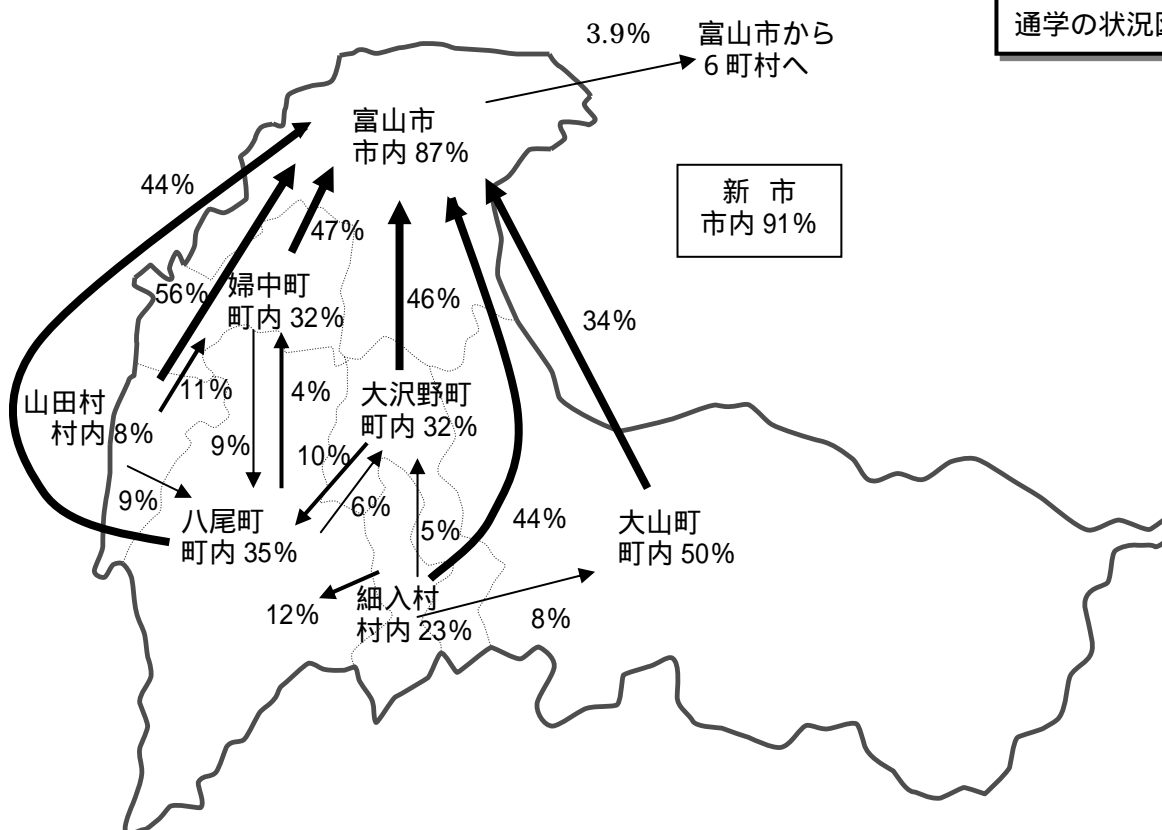 通学の状況
3.9%
富山市から
6町村へ
富山市
市内 87%
新 市
市内 91%
44%
47%
56%
婦中町
町内 32%
46%
34%
11%
4%
大沢野町
町内 32%
山田村
村内 8%
9%
10%
9%
6%
八尾町
町内 35%
5%
44%
大山町
町内 50%
12%
細入村
村内 23%
8%